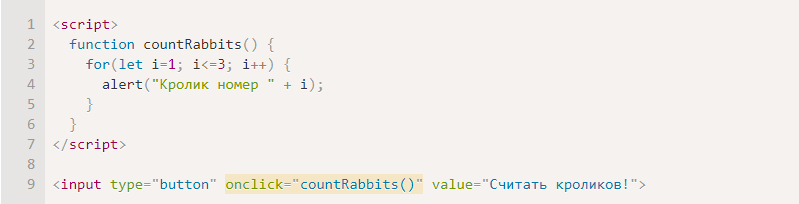 1 <script>
2   function countRabbits() {
3     for(let i=1; i<=3; i++) {
4       alert("Кролик номер " + i);
5     }
6   }
7 </script>
8
9 <input type="button" onclick="countRabbits()" value="Считать кроликов!">